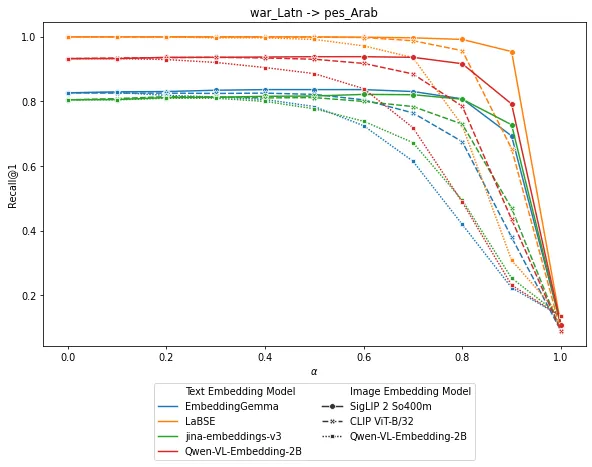 war_Latn -> pes_Arab
Recall@1
1.0
0.8
0.6
0.4
0.2
0.0 0.2 0.4 0.6 0.8 1.0
α
Text Embedding Model Image Embedding Model
EmbeddingGemma SigLIP 2 So400m
LaBSE CLIP ViT-B/32
jina-embeddings-v3 Qwen-VL-Embedding-2B
Qwen-VL-Embedding-2B